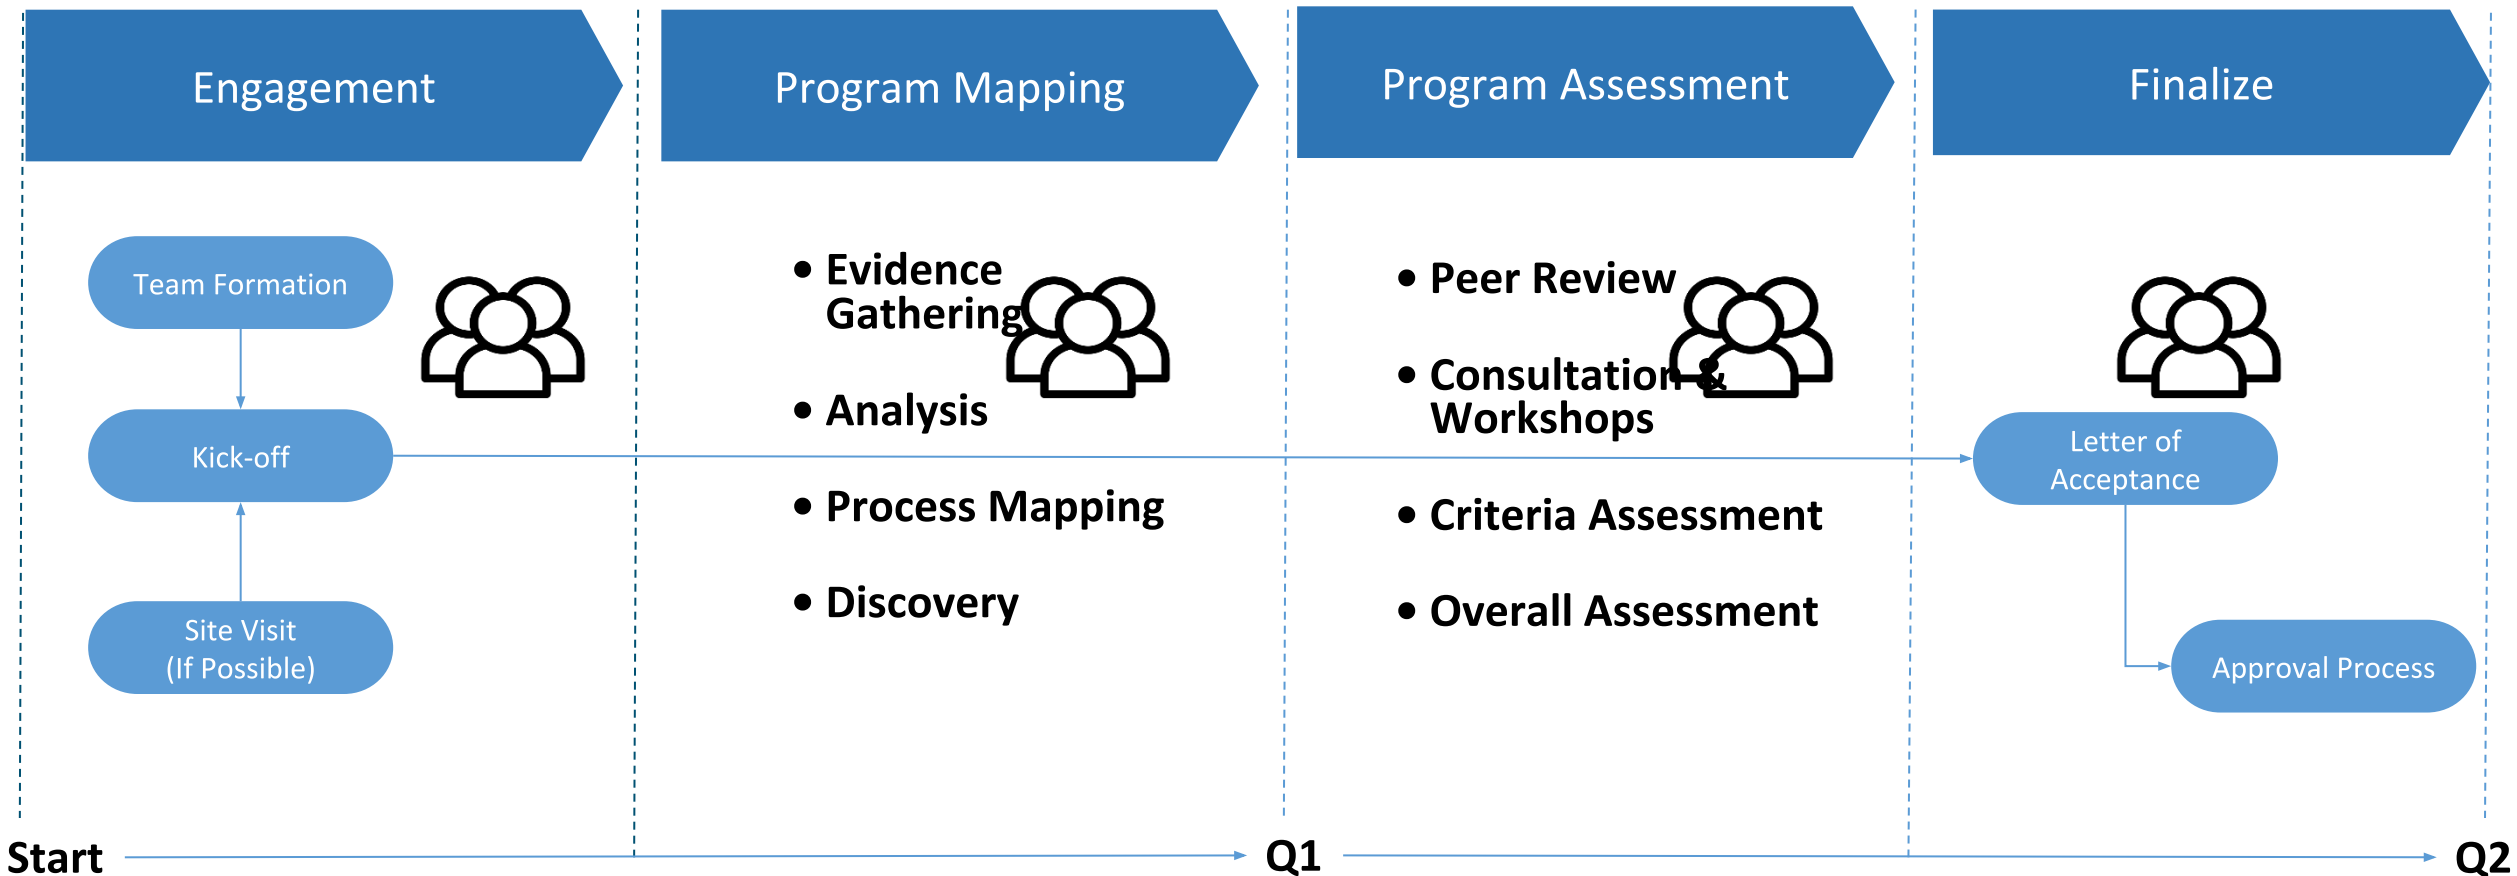 Engagement
Program Mapping
Program Assessment
Finalize
Team Formation
Kick-off
Site Visit
(If Possible)
● Evidence
Gathering
● Analysis
● Process Mapping
● Discovery
● Peer Review
● Consultation &
Workshops
● Criteria Assessment
● Overall Assessment
Letter of
Acceptance
Approval Process
Start
Q1
Q2